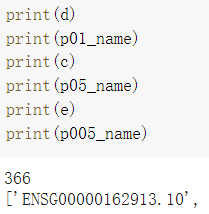 print(d)
print(p01_name)
print(c)
print(p05_name)
print(e)
print(p005_name)
366
['ENSG00000162913.10',